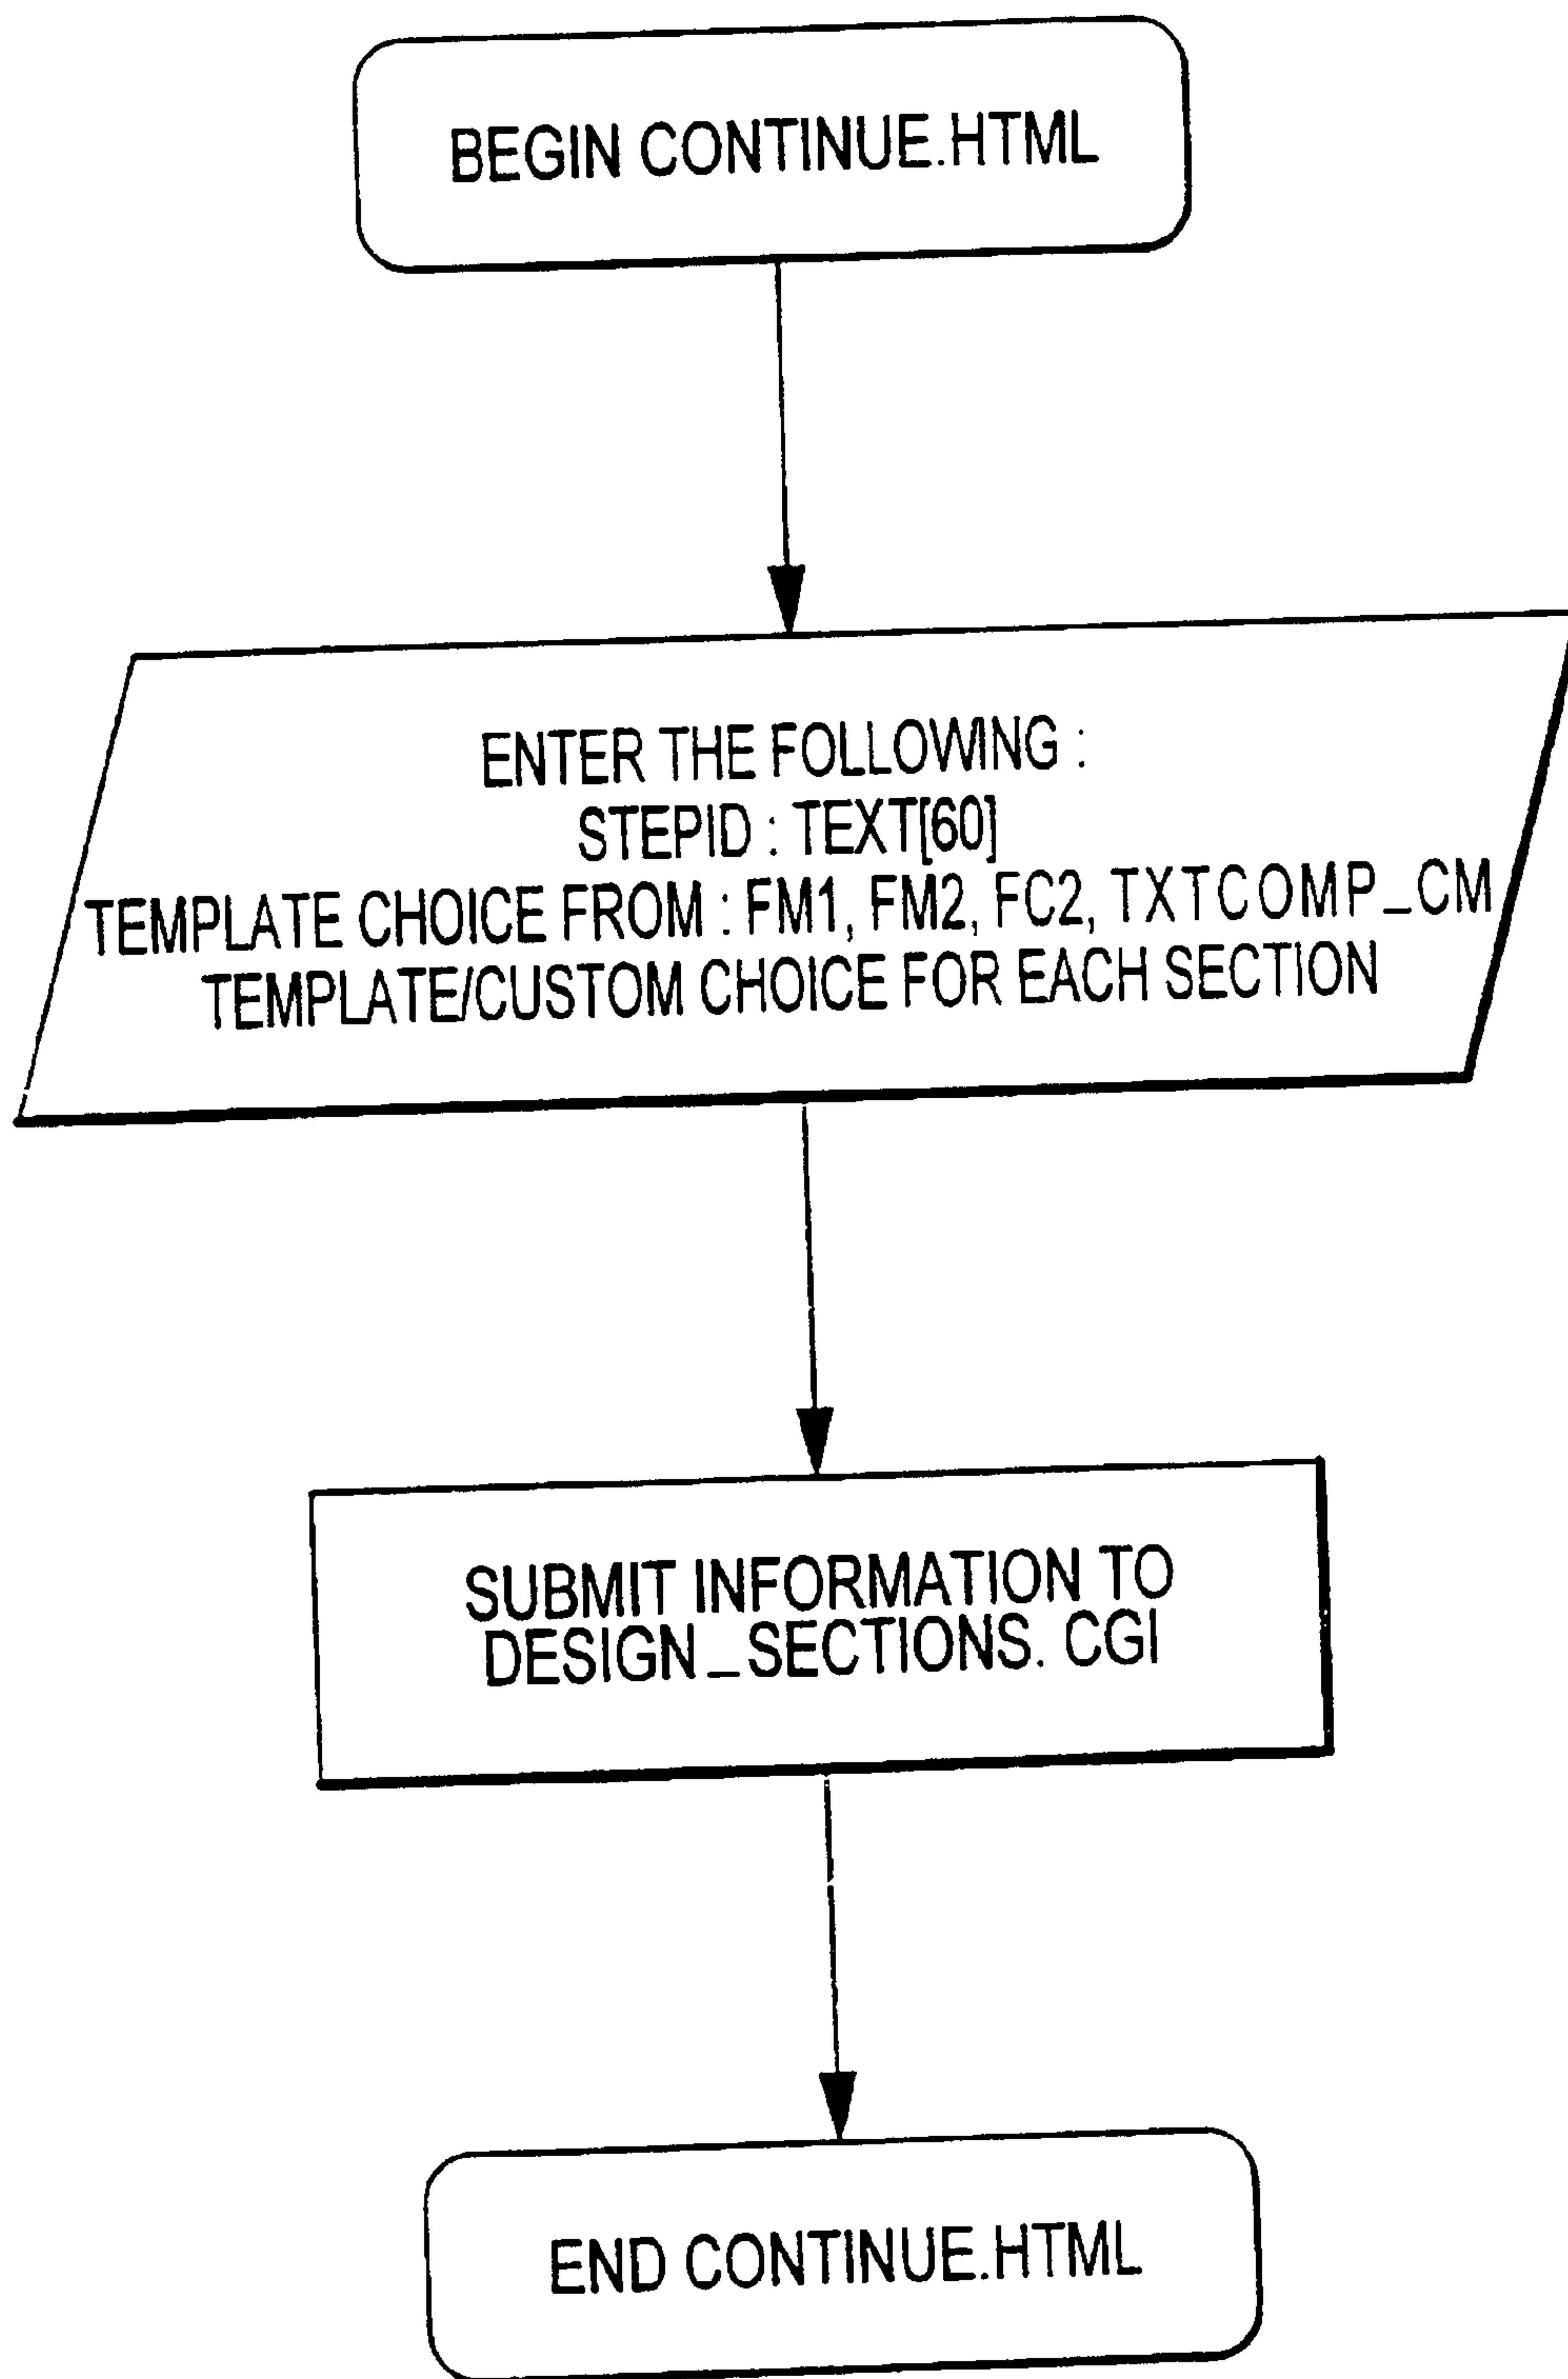 BEGIN CONTINUE.HTML
ENTER THE FOLLOWING :
STEPID : TEXT[60]
TEMPLATE CHOICE FROM : FM1, FM2, FC2, TXTCOMP_CM
TEMPLATE/CUSTOM CHOICE FOR EACH SECTION
SUBMIT INFORMATION TO
DESIGN_SECTIONS. CGI
END CONTINUE.HTML